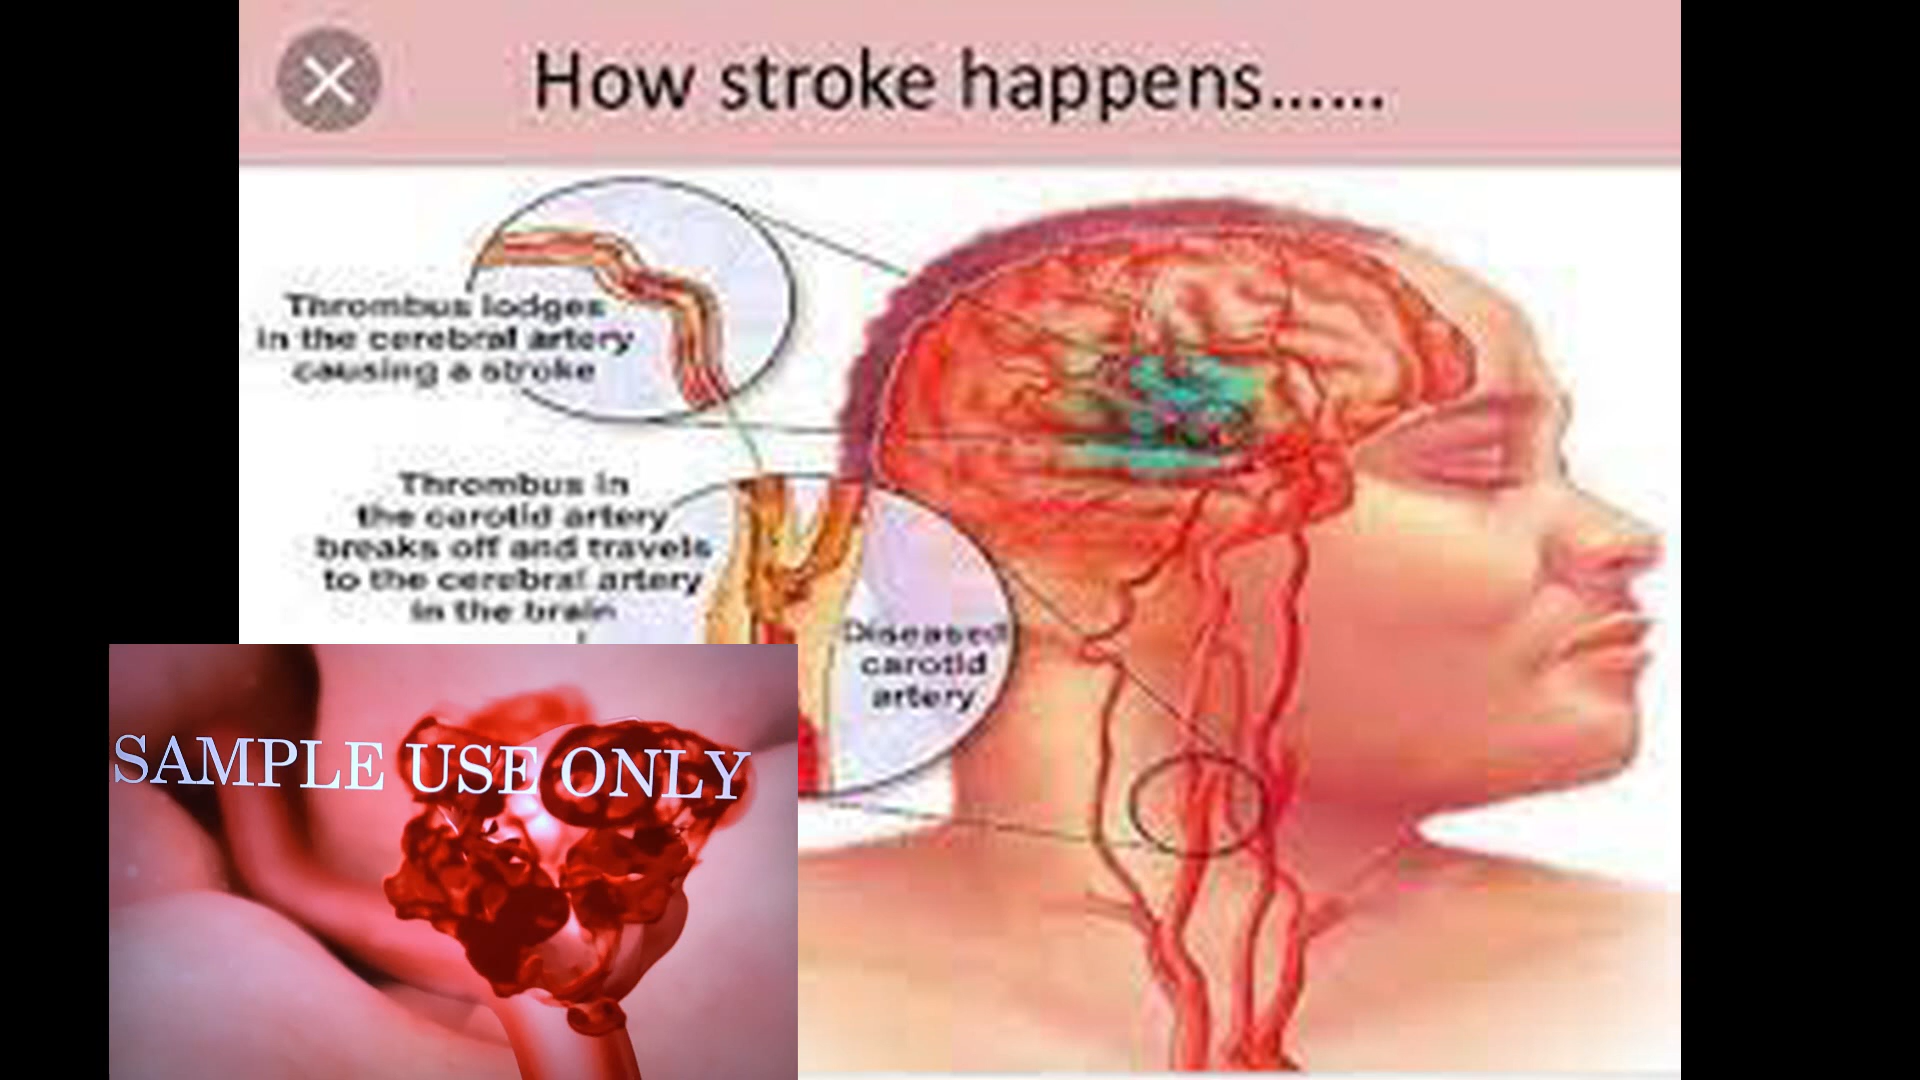 How stroke happens......
Thrombus lodges
in the cerebral artery
causing a stroke
Thrombus in
the carotid artery
breaks off and travels
to the cerebral artery
in the brain
Diseased
carotid
artery
SAMPLE USE ONLY